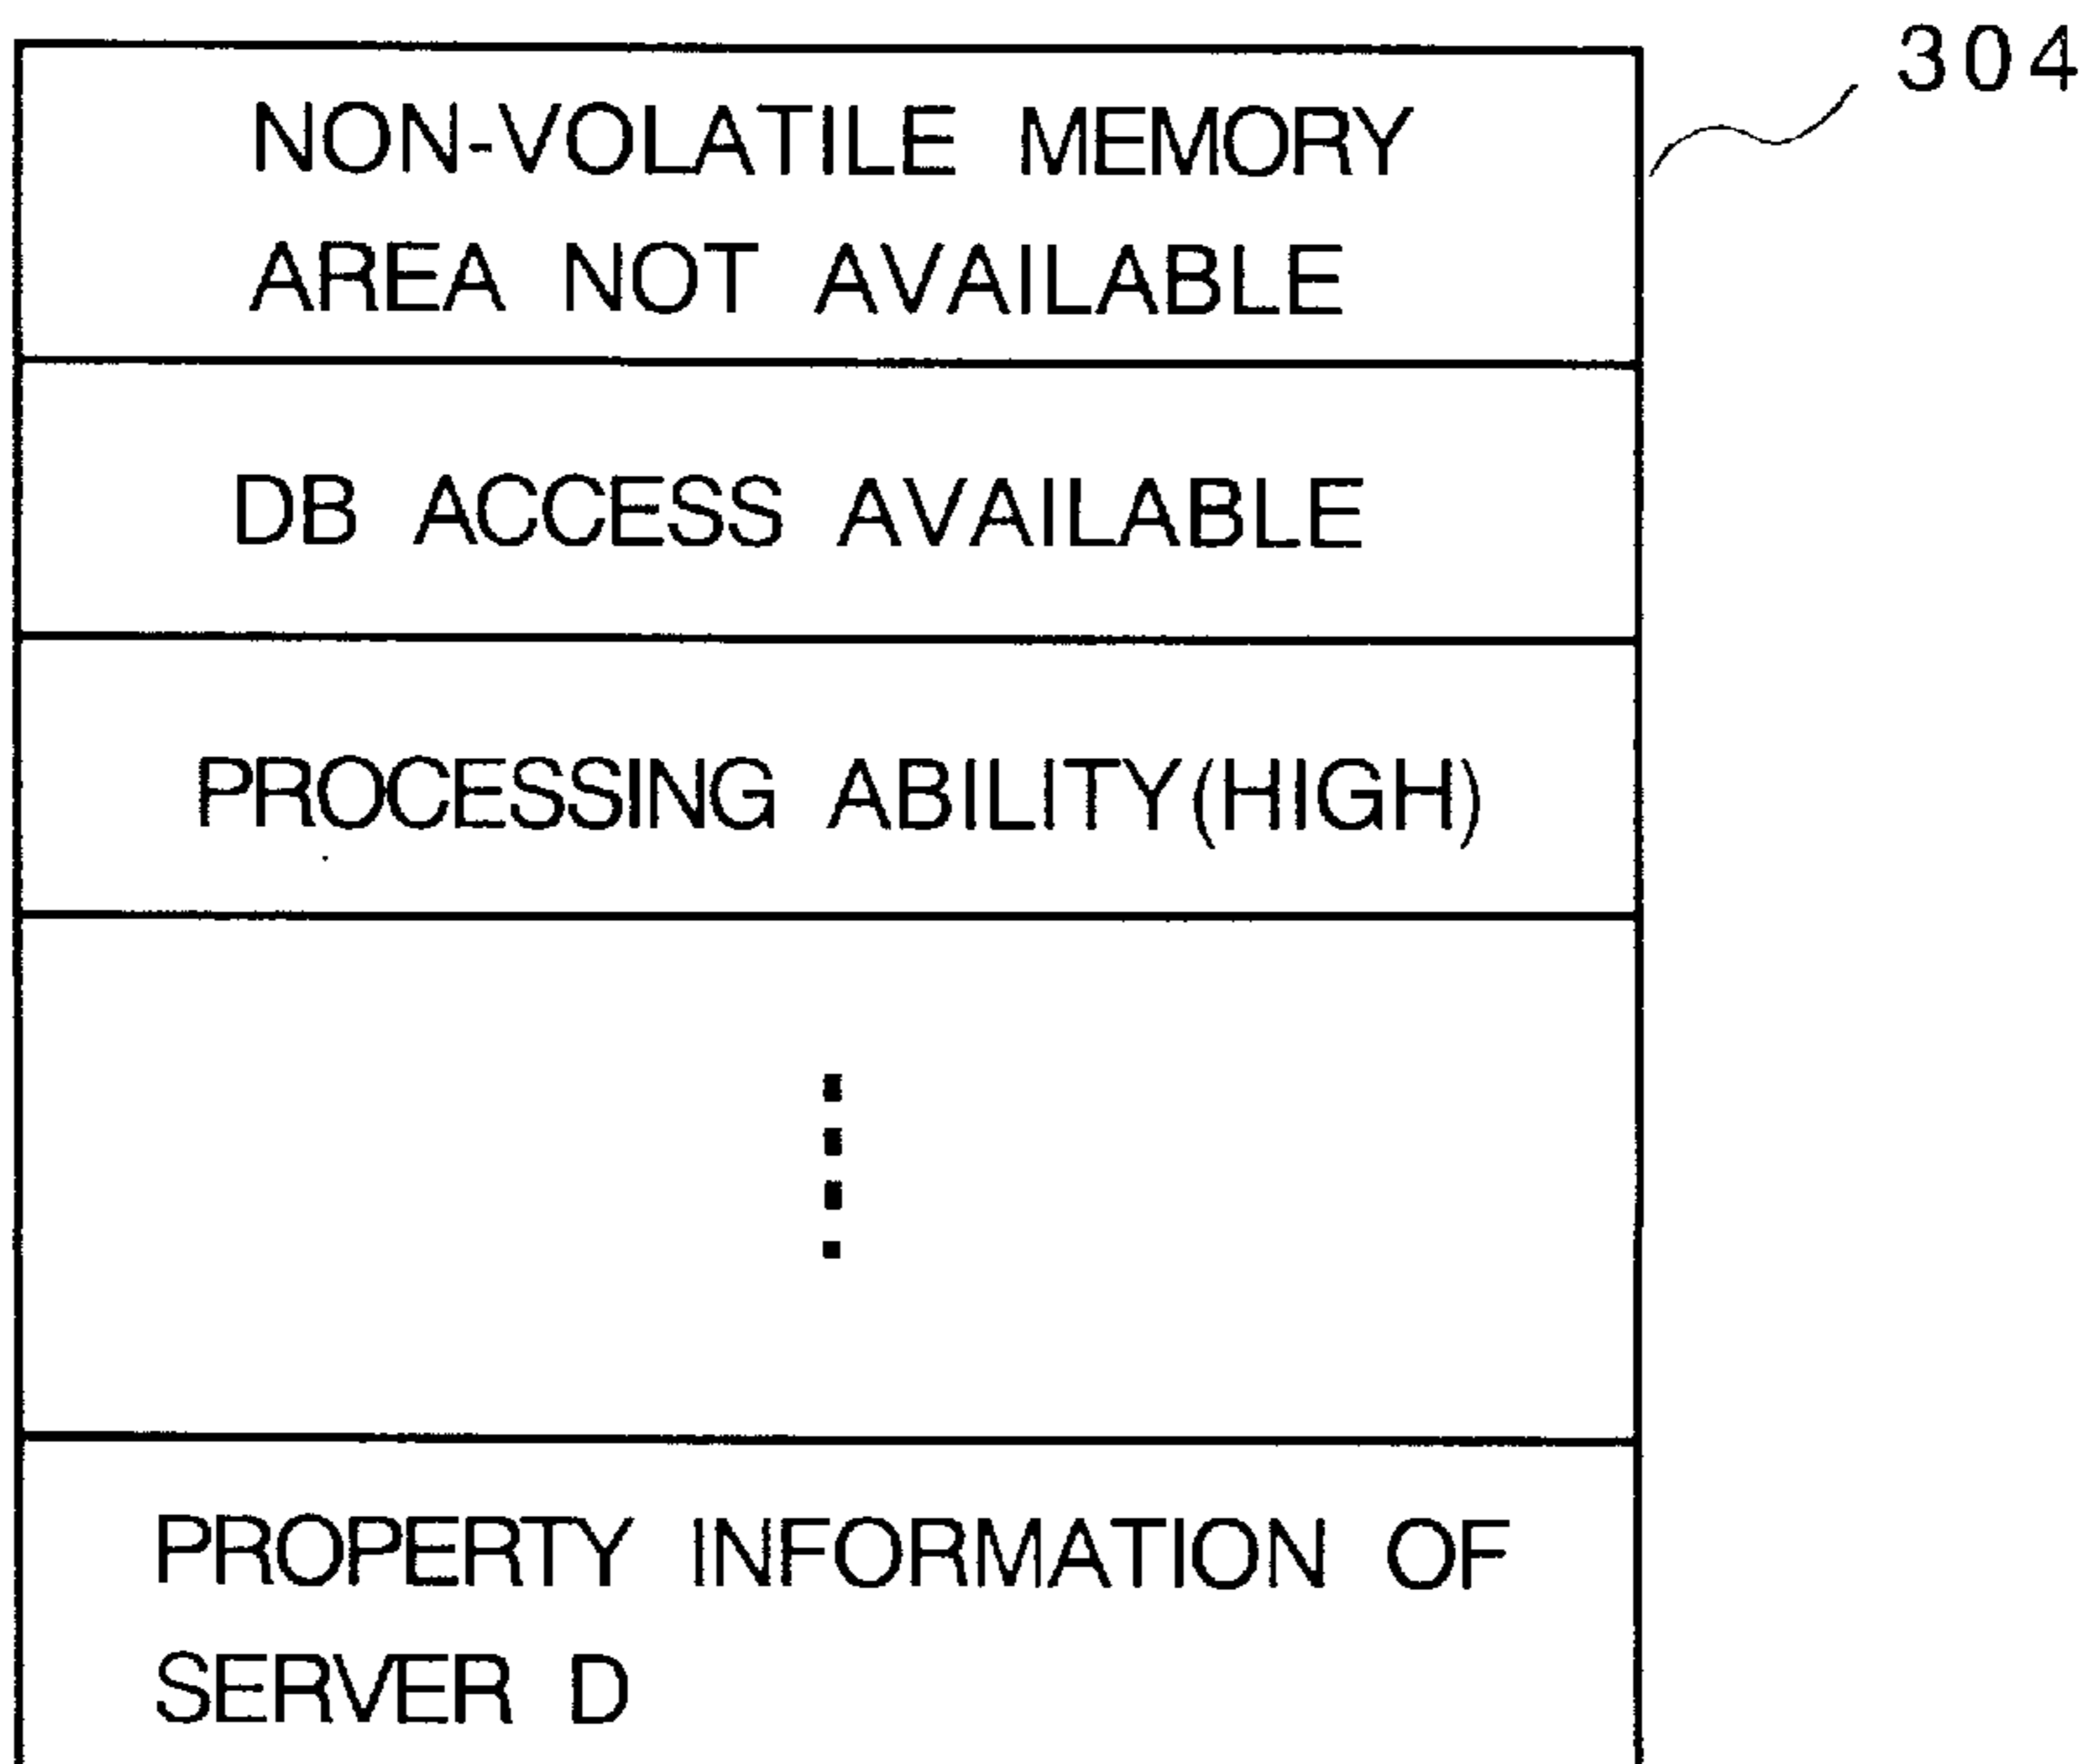 304
NON-VOLATILE MEMORY
AREA NOT AVAILABLE
DB ACCESS AVAILABLE
PROCESSING ABILITY(HIGH)
PROPERTY INFORMATION OF
SERVER D